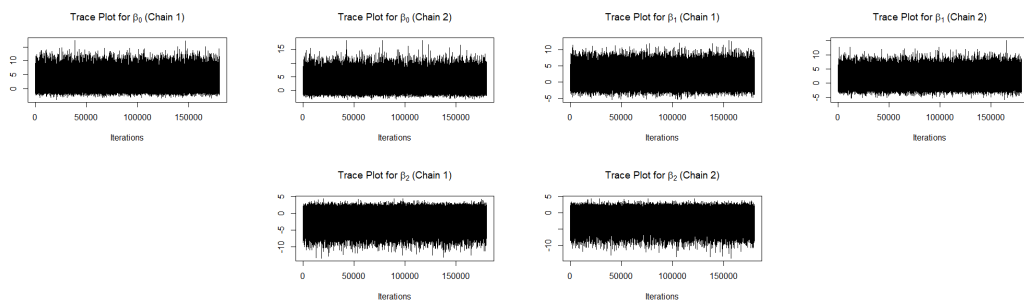 Trace Plot for β₀ (Chain 1)
10
5
0
0 50000 100000 150000
Iterations
Trace Plot for β₀ (Chain 2)
15
10
5
0
0 50000 100000 150000
Iterations
Trace Plot for β₁ (Chain 1)
10
5
0
-5
0 50000 100000 150000
Iterations
Trace Plot for β₁ (Chain 2)
15
10
5
0
-5
0 50000 100000 150000
Iterations
Trace Plot for β₂ (Chain 1)
5
0
-5
-10
0 50000 100000 150000
Iterations
Trace Plot for β₂ (Chain 2)
5
0
-10
0 50000 100000 150000
Iterations